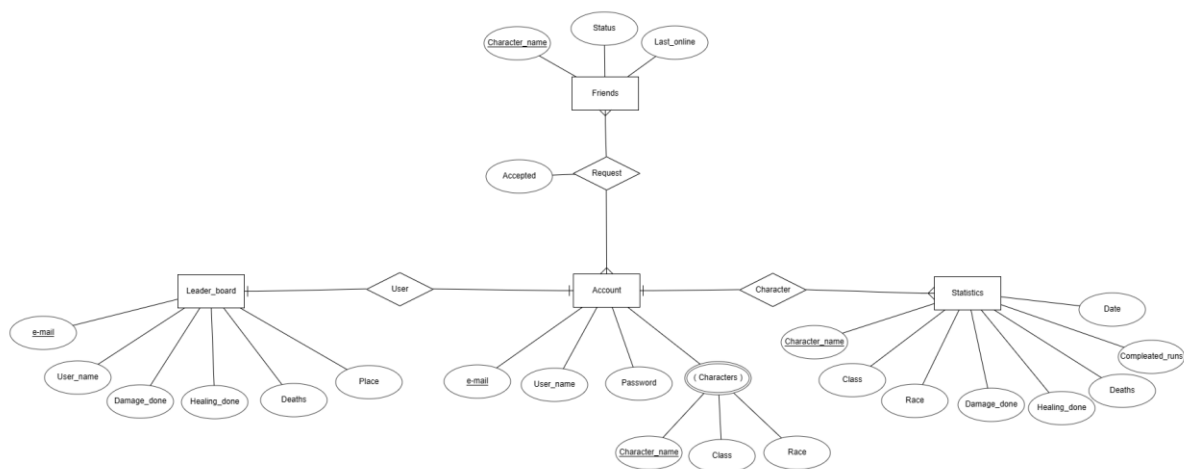 Status
Character_name
Last_online
Friends
Accepted
Request
Leader_board
User
Account
Character
Statistics
e-mail
User_name
Damage_done
Healing_done
Deaths
Place
e-mail
User_name
Password
( Characters )
Character_name
Class
Race
Character_name
Class
Race
Damage_done
Healing_done
Deaths
Compleated_runs
Date